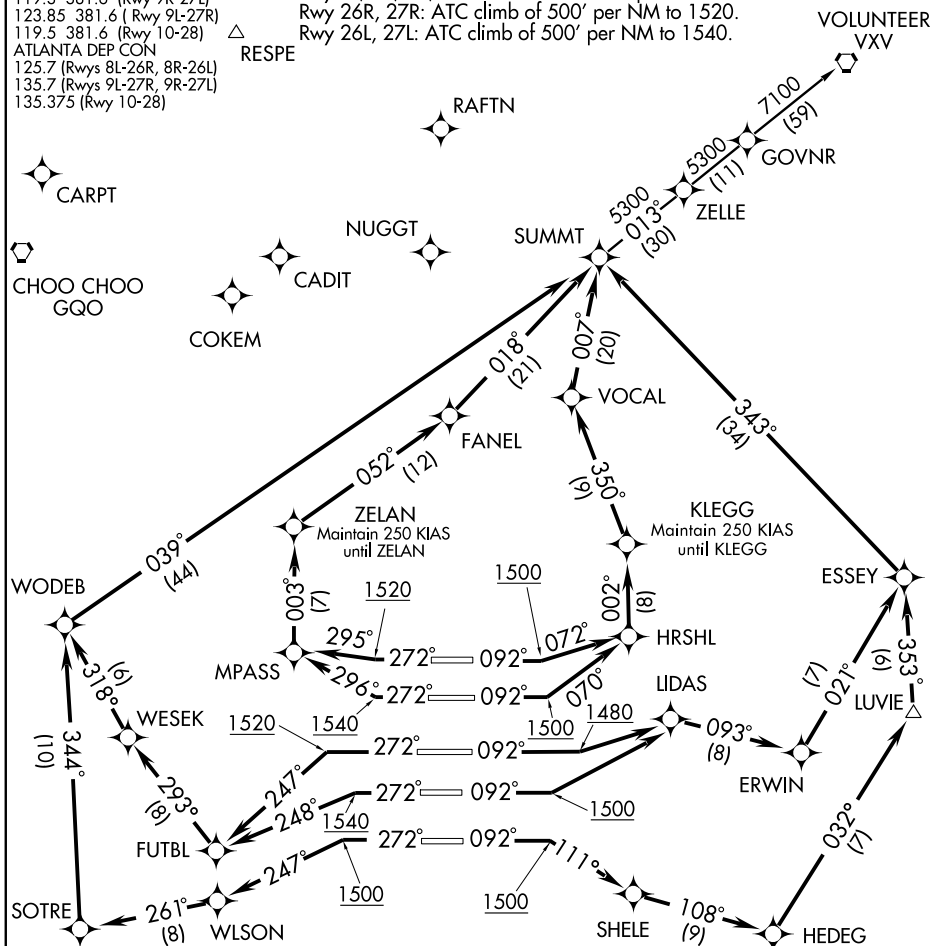 123.85 381.6 ( Rwy 9L-27R)
119.5 381.6 (Rwy 10-28)
ATLANTA DEP CON
125.7 (Rwys 8L-26R, 8R-26L)
135.7 (Rwys 9L-27R, 9R-27L)
135.375 (Rwy 10-28)
Rwy 26R, 27R: ATC climb of 500' per NM to 1520.
Rwy 26L, 27L: ATC climb of 500' per NM to 1540.
RESPE
VOLUNTEER
VXV
7100
(59)
RAFTN
GOVNR
5300
(11)
CARPT
ZELLE
5300
013°
(30)
NUGGT
SUMMT
CHOO CHOO
GQO
CADIT
COKEM
018°
(21)
007°
(20)
VOCAL
FANEL
343°
(34)
052°
(12)
350°
(9)
ZELAN
Maintain 250 KIAS
until ZELAN
KLEGG
Maintain 250 KIAS
until KLEGG
039°
(44)
WODEB
ESSEY
003°
(7)
1520
1500
002°
(8)
295°
272°
092°
072°
HRSHL
MPASS
296°
272°
092°
070°
353°
(9)
LUVIE
021°
(7)
318°
(6)
WESEK
1520
1540
1500
1480
LIDAS
093°
(8)
ERWIN
272°
092°
247°
344°
(10)
293°
(8)
248°
1540
272°
092°
1500
032°
(7)
FUTBL
272°
092°
111°
247°
1500
1500
SOTRE
261°
(8)
WLSON
SHELE
108°
(9)
HEDEG